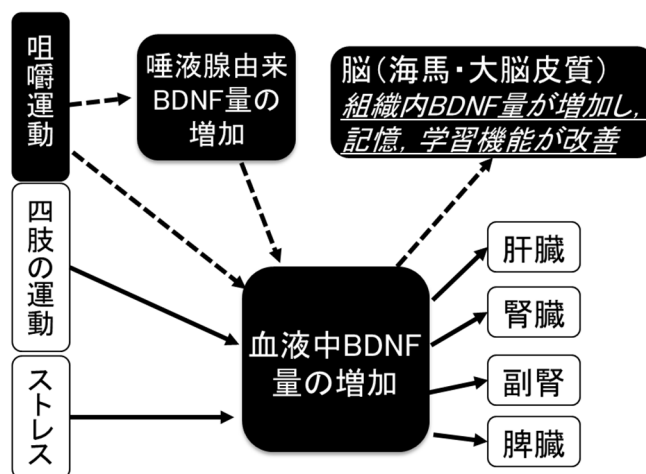 咀嚼運動
唾液腺由来
BDNF量の
増加
脳(海馬・大脳皮質)
組織内BDNF量が増加し,
記憶, 学習機能が改善
四肢の運動
ストレス
血液中BDNF
量の増加
肝臓
腎臓
副腎
脾臓